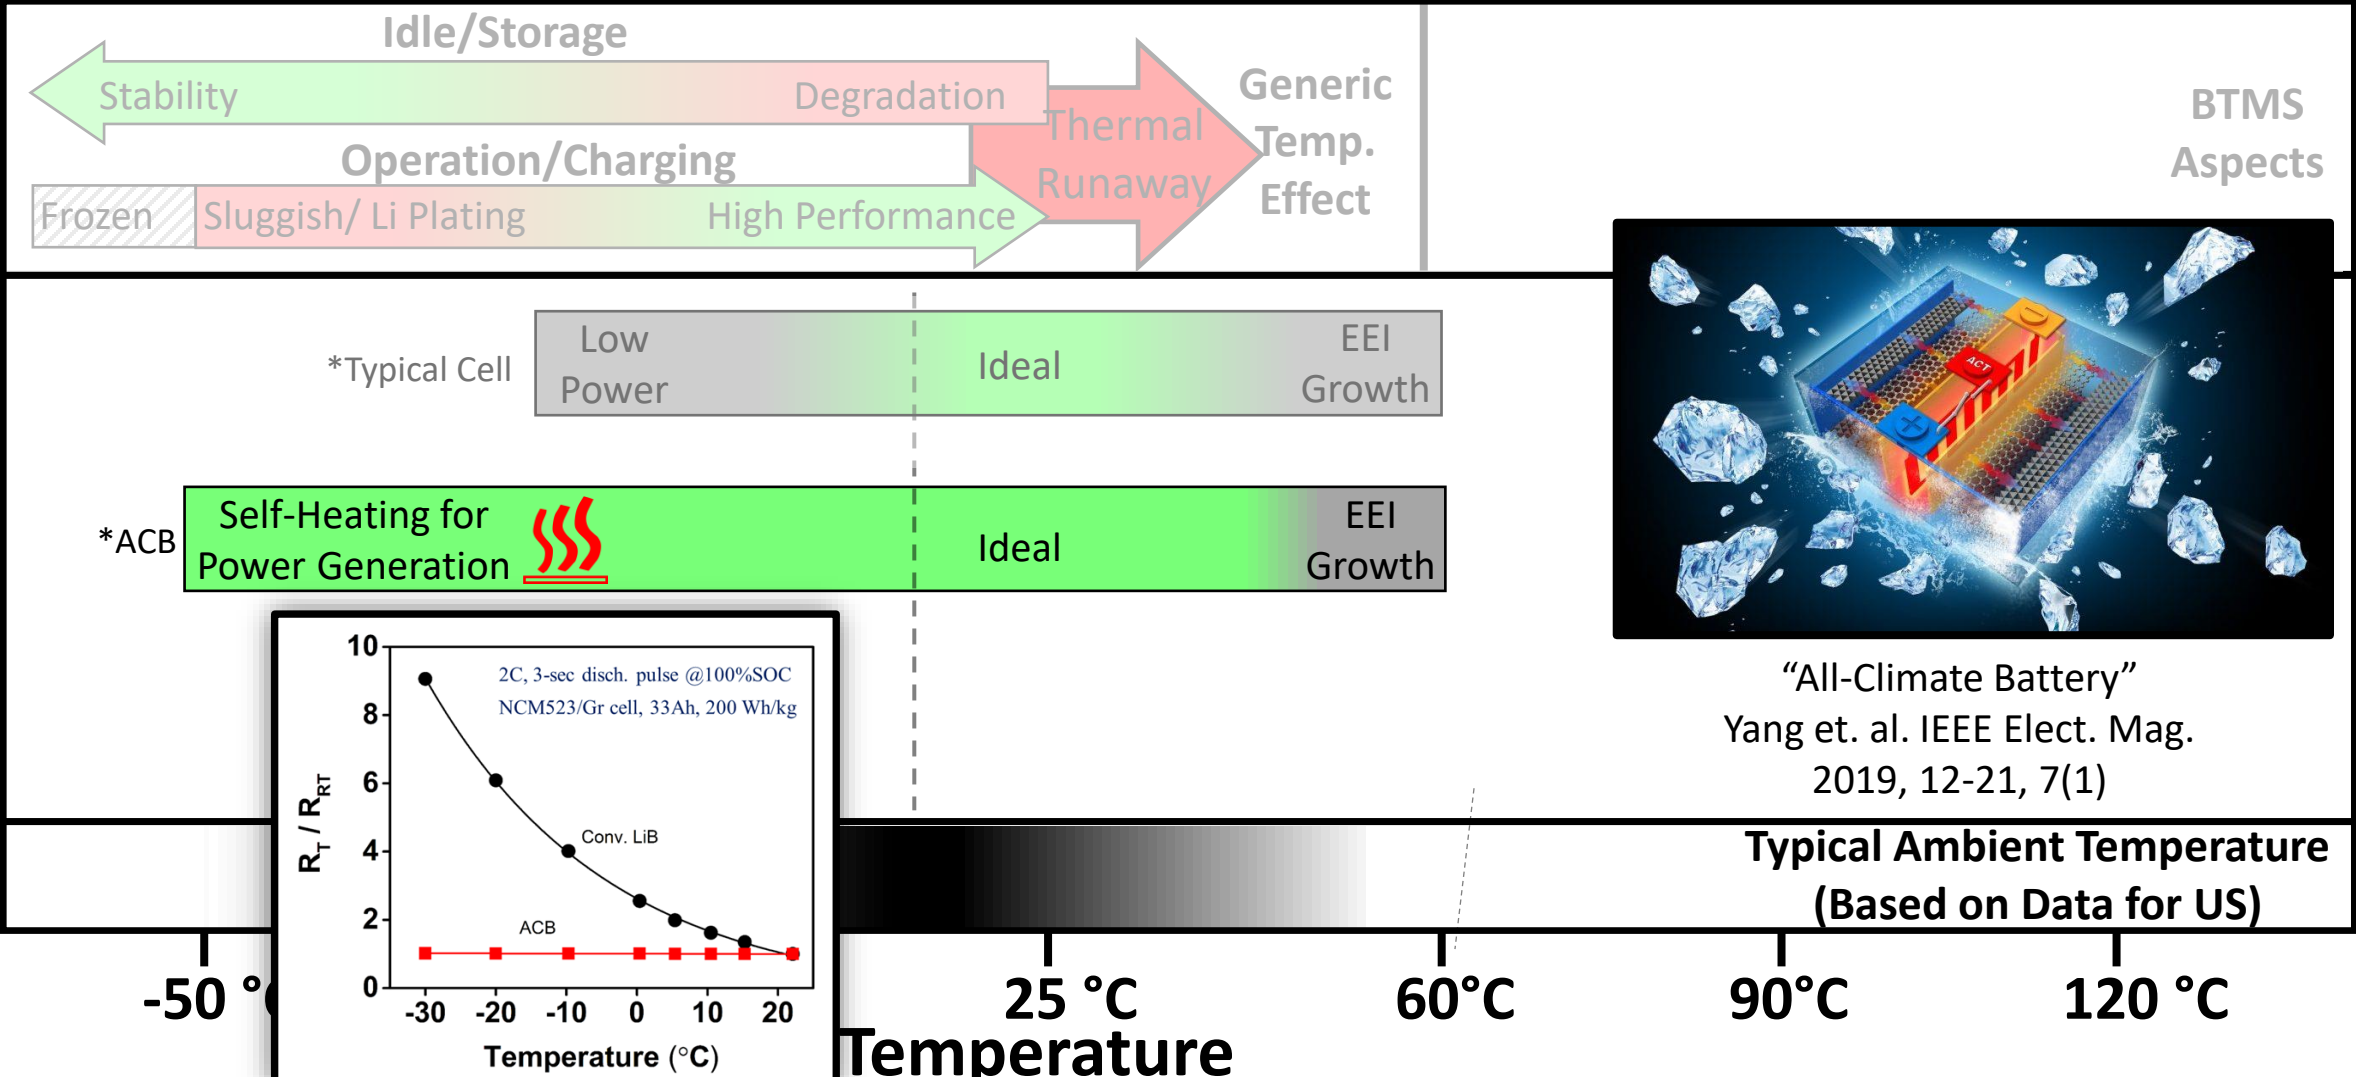 Idle/Storage
Stability
Degradation
Operation/Charging
Frozen
Sluggish/ Li Plating
High Performance
Thermal
Runaway
Generic
Temp.
Effect
BTMS
Aspects
*Typical Cell
Low
Power
Ideal
EEI
Growth
*ACB
Self-Heating for
Power Generation
Ideal
EEI
Growth
ACT
“All-Climate Battery”
Yang et. al. IEEE Elect. Mag.
2019, 12-21, 7(1)
10
8
6
4
2
0
R_T / R_RT
2C, 3-sec disch. pulse @100%SOC
NCM523/Gr cell, 33Ah, 200 Wh/kg
Conv. LiB
ACB
-30 -20 -10 0 10 20
Temperature (°C)
Typical Ambient Temperature
(Based on Data for US)
-50 °
25 °C
60°C
90°C
120 °C
Temperature